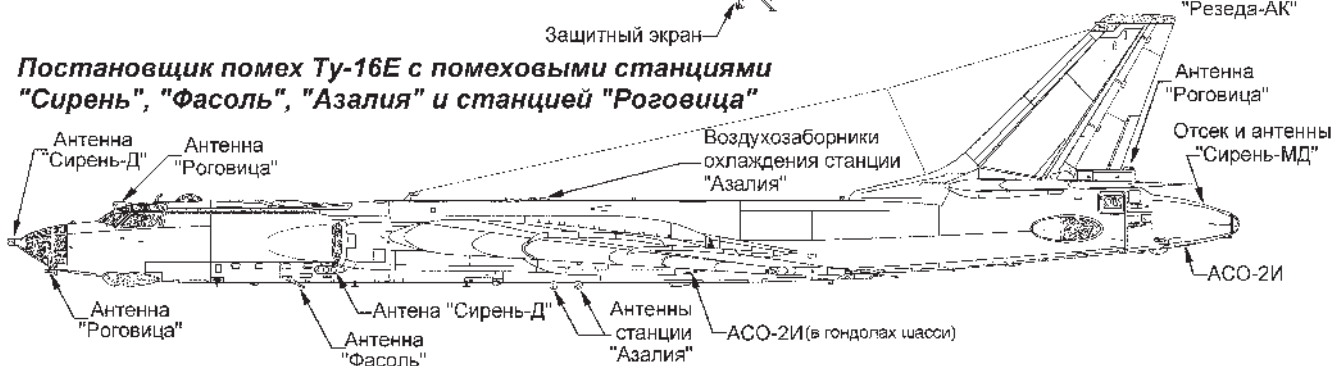 "Резеда-АК"
Защитный экран
Постановщик помех Ту-16Е с помеховыми станциями
"Сирень", "Фасоль", "Азалия" и станцией "Роговица"
Антенна
"Роговица"
Отсек и антенны
"Сирень-МД"
Воздухозаборники
охлаждения станции
"Азалия"
Антенна
"Сирень-Д"
Антенна
"Роговица"
АСО-2И
Антенна
"Роговица"
Антена "Сирень-Д"
Антенна
"Фасоль"
Антенны
станции
"Азалия"
АСО-2И (в гондолах шасси)